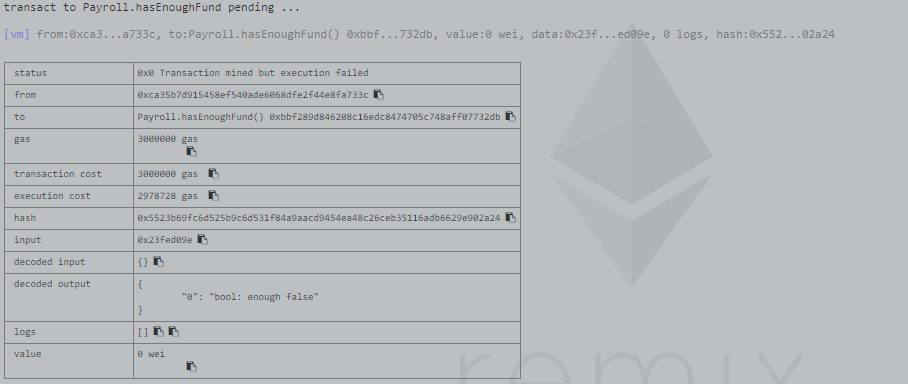 transact to Payroll.hasEnoughFund pending ...
[vm] from:0xca3...a733c, to:Payroll.hasEnoughFund() 0xbbf...732db, value:0 wei, data:0x23f...ed09e, 0 logs, hash:0x552...02a24
status 0x0 Transaction mined but execution failed
from 0xca35b7d915458ef540ade6068dfe2f44e8fa733c
to Payroll.hasEnoughFund() 0xbbf289d846208c16edc8474705c748aff07732db
gas 3000000 gas
transaction cost 3000000 gas
execution cost 2978728 gas
hash 0x5523b69fc6d525b9c6d531f84a9aacd9454ea48c26ceb35116adb6629e902a24
input 0x23fed09e
decoded input {}
decoded output {
"0": "bool: enough false"
}
logs []
value 0 wei
remix